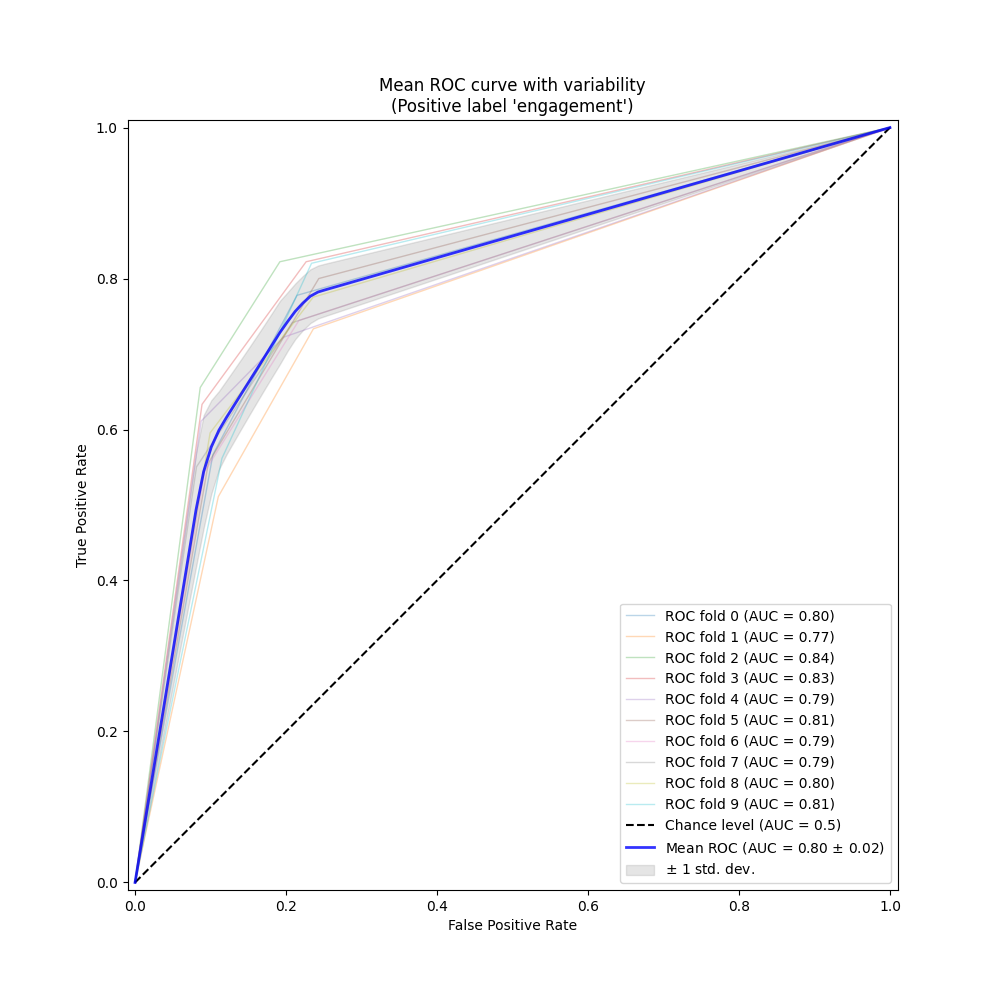 Mean ROC curve with variability
(Positive label 'engagement')
1.0
0.8
0.6
0.4
0.2
0.0
True Positive Rate
ROC fold 0 (AUC = 0.80)
ROC fold 1 (AUC = 0.77)
ROC fold 2 (AUC = 0.84)
ROC fold 3 (AUC = 0.83)
ROC fold 4 (AUC = 0.79)
ROC fold 5 (AUC = 0.81)
ROC fold 6 (AUC = 0.79)
ROC fold 7 (AUC = 0.79)
ROC fold 8 (AUC = 0.80)
ROC fold 9 (AUC = 0.81)
Chance level (AUC = 0.5)
Mean ROC (AUC = 0.80 ± 0.02)
± 1 std. dev.
0.0 0.2 0.4 0.6 0.8 1.0
False Positive Rate